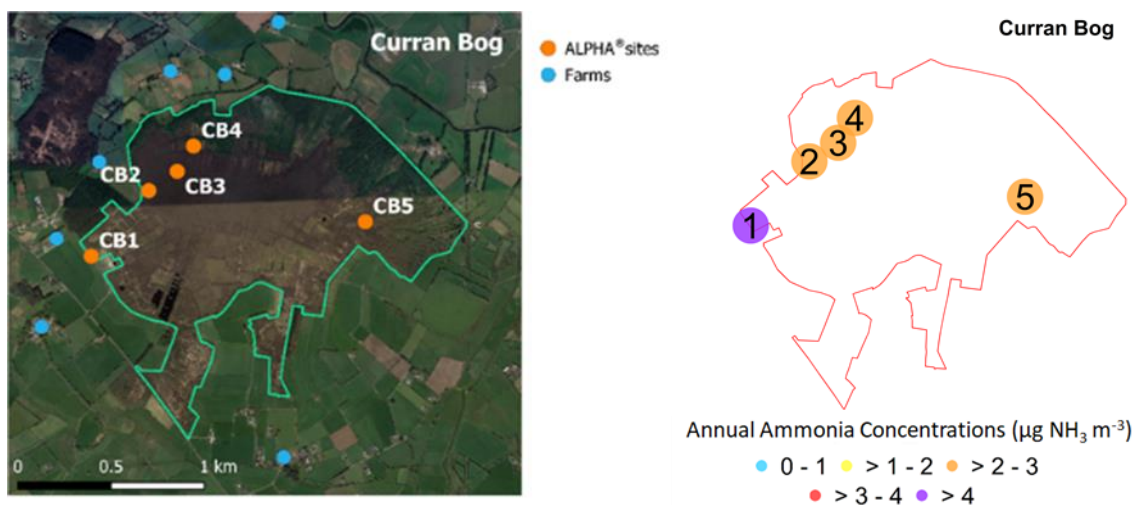 Curran Bog
ALPHA® sites
Farms
CB4
CB2
CB3
CB5
CB1
0 0.5 1 km
Curran Bog
4
3
2
5
1
Annual Ammonia Concentrations (µg NH₃ m⁻³)
0 - 1 > 1 - 2 > 2 - 3
> 3 - 4 > 4